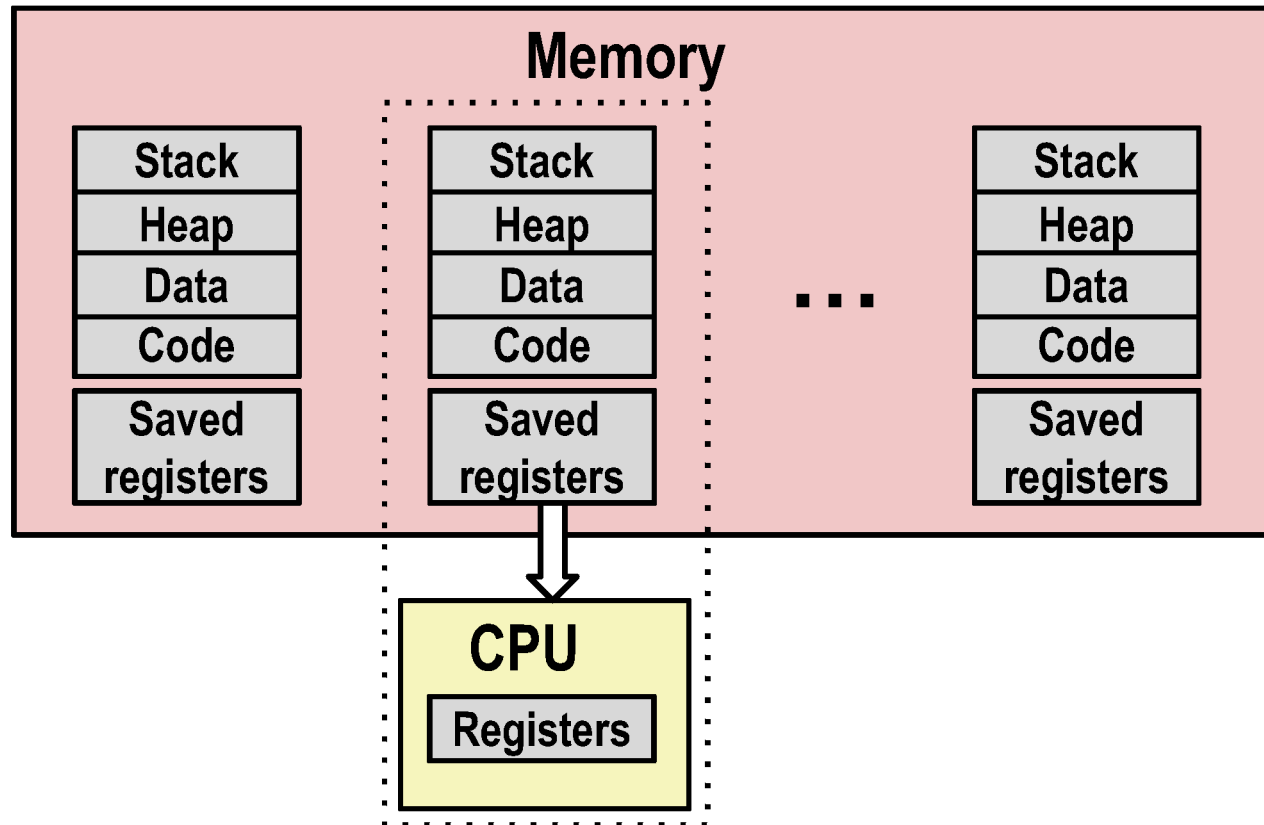 Memory
Stack
Heap
Data
Code
Saved
registers
Stack
Heap
Data
Code
Saved
registers
...
Stack
Heap
Data
Code
Saved
registers
CPU
Registers